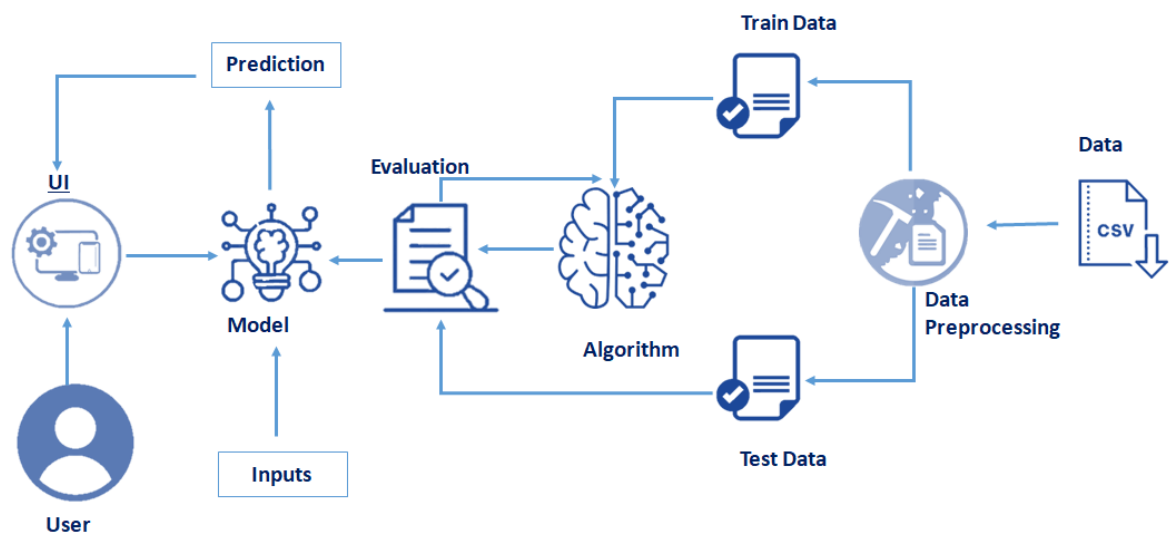 Train Data
Prediction
Evaluation
Data
UI
CSV
Model
Data
Preprocessing
Algorithm
Inputs
Test Data
User